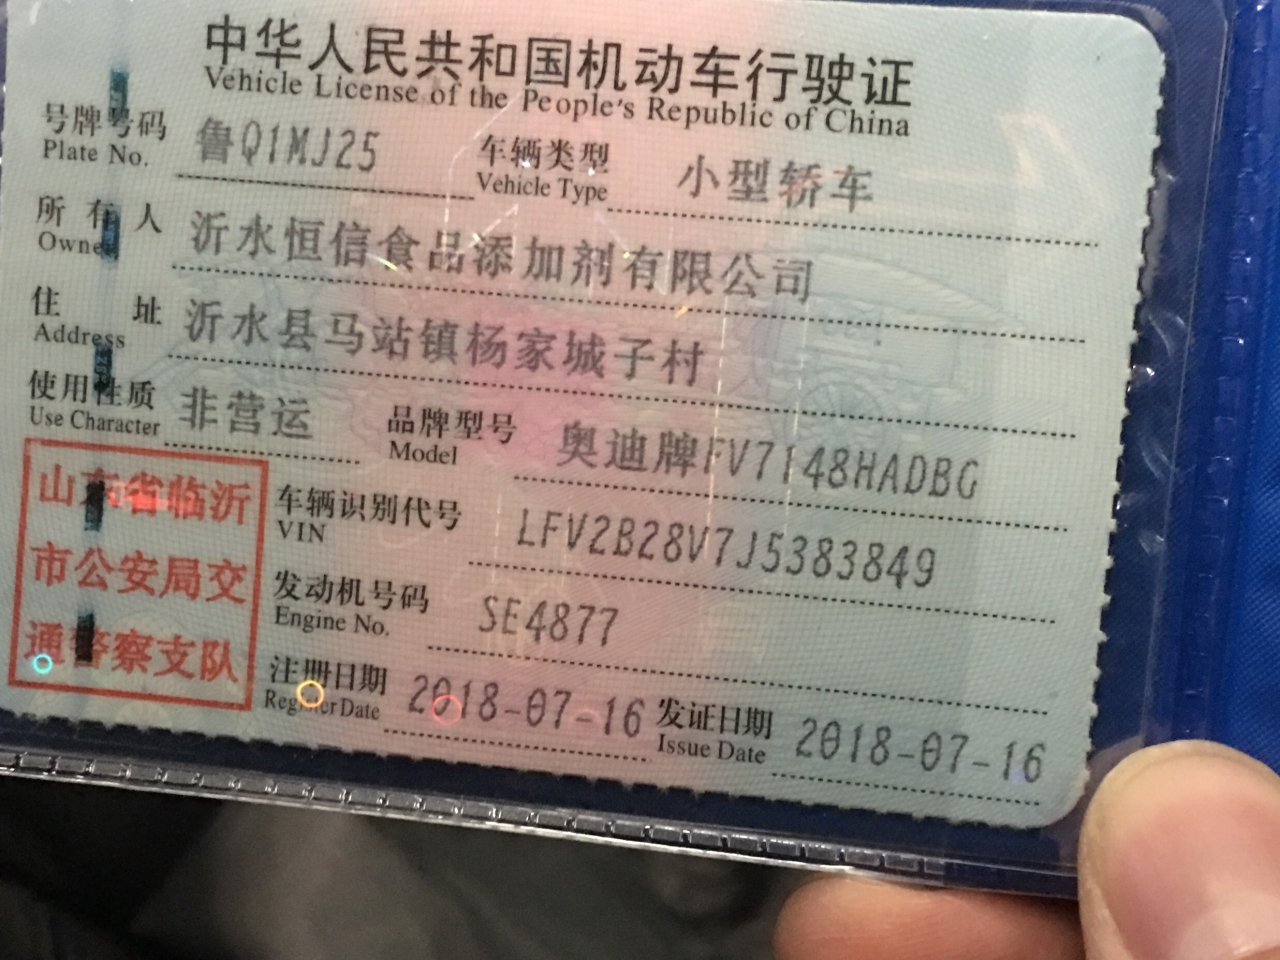 中华人民共和国机动车行驶证
Vehicle License of the People's Republic of China
号牌号码 鲁Q1MJ25 车辆类型 小型轿车
Plate No. Vehicle Type
所有人 沂水恒信食品添加剂有限公司
Owner
住址 沂水县马站镇杨家城子村
Address
使用性质 非营运 品牌型号 奥迪牌FV7148HADBG
Use Character Model
山东省临沂
市公安局交
通警察支队
车辆识别代号 LFV2B28V7J5383849
VIN
发动机号码 SE4877
Engine No.
注册日期 2018-07-16 发证日期 2018-07-16
Register Date Issue Date